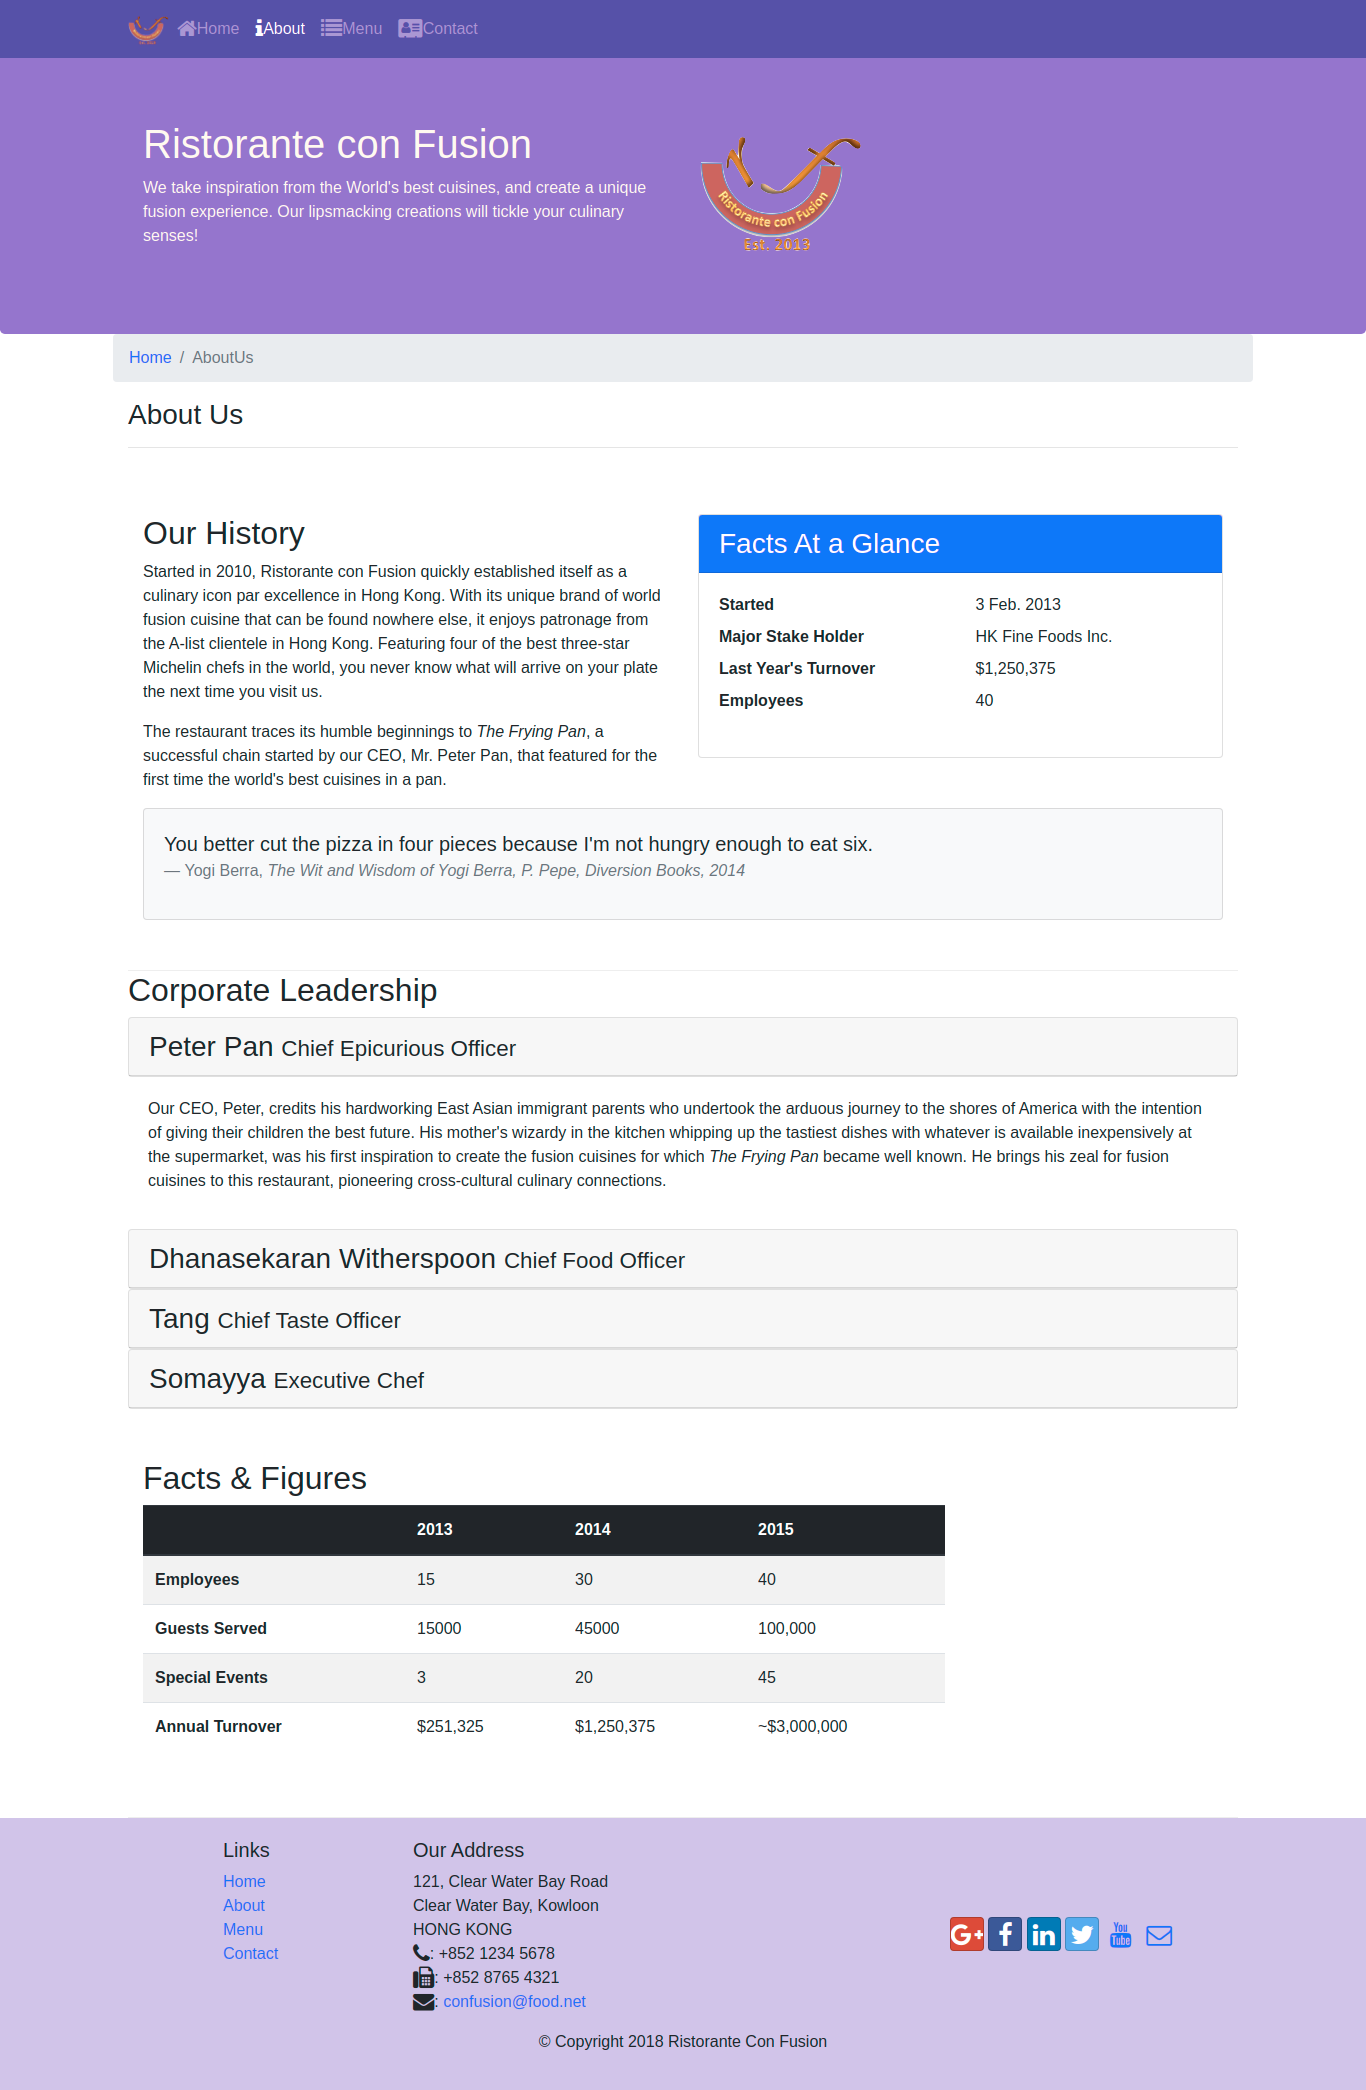 Home About Menu Contact
Ristorante con Fusion
We take inspiration from the World's best cuisines, and create a unique
fusion experience. Our lipsmacking creations will tickle your culinary
senses!
Ristorante con Fusion
Est. 2013
Home / AboutUs
About Us
Our History
Started in 2010, Ristorante con Fusion quickly established itself as a
culinary icon par excellence in Hong Kong. With its unique brand of world
fusion cuisine that can be found nowhere else, it enjoys patronage from
the A-list clientele in Hong Kong. Featuring four of the best three-star
Michelin chefs in the world, you never know what will arrive on your plate
the next time you visit us.
The restaurant traces its humble beginnings to The Frying Pan, a
successful chain started by our CEO, Mr. Peter Pan, that featured for the
first time the world's best cuisines in a pan.
Facts At a Glance
Started 3 Feb. 2013
Major Stake Holder HK Fine Foods Inc.
Last Year's Turnover $1,250,375
Employees 40
You better cut the pizza in four pieces because I'm not hungry enough to eat six.
— Yogi Berra, The Wit and Wisdom of Yogi Berra, P. Pepe, Diversion Books, 2014
Corporate Leadership
Peter Pan Chief Epicurious Officer
Our CEO, Peter, credits his hardworking East Asian immigrant parents who undertook the arduous journey to the shores of America with the intention
of giving their children the best future. His mother's wizardy in the kitchen whipping up the tastiest dishes with whatever is available inexpensively at
the supermarket, was his first inspiration to create the fusion cuisines for which The Frying Pan became well known. He brings his zeal for fusion
cuisines to this restaurant, pioneering cross-cultural culinary connections.
Dhanasekaran Witherspoon Chief Food Officer
Tang Chief Taste Officer
Somayya Executive Chef
Facts & Figures
2013 2014 2015
Employees 15 30 40
Guests Served 15000 45000 100,000
Special Events 3 20 45
Annual Turnover $251,325 $1,250,375 ~$3,000,000
Links
Home
About
Menu
Contact
Our Address
121, Clear Water Bay Road
Clear Water Bay, Kowloon
HONG KONG
: +852 1234 5678
: +852 8765 4321
: confusion@food.net
G+ f in You Tube
© Copyright 2018 Ristorante Con Fusion